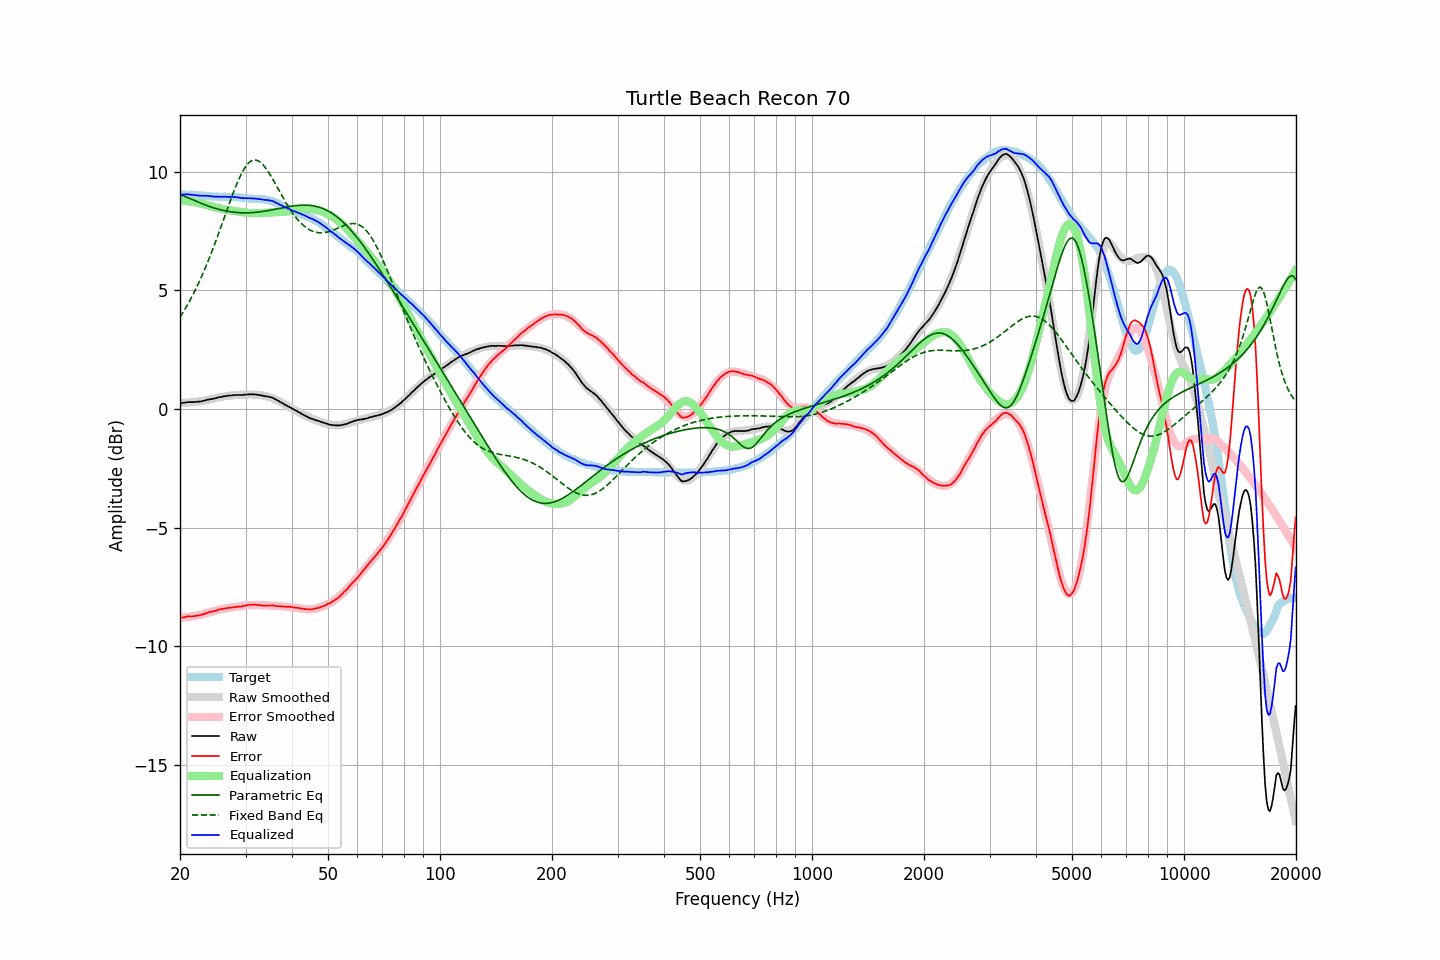 Turtle Beach Recon 70
Amplitude (dBr)
10
5
0
−5
−10
−15
Target
Raw Smoothed
Error Smoothed
Raw
Error
Equalization
Parametric Eq
Fixed Band Eq
Equalized
20 50 100 200 500 1000 2000 5000 10000 20000
Frequency (Hz)